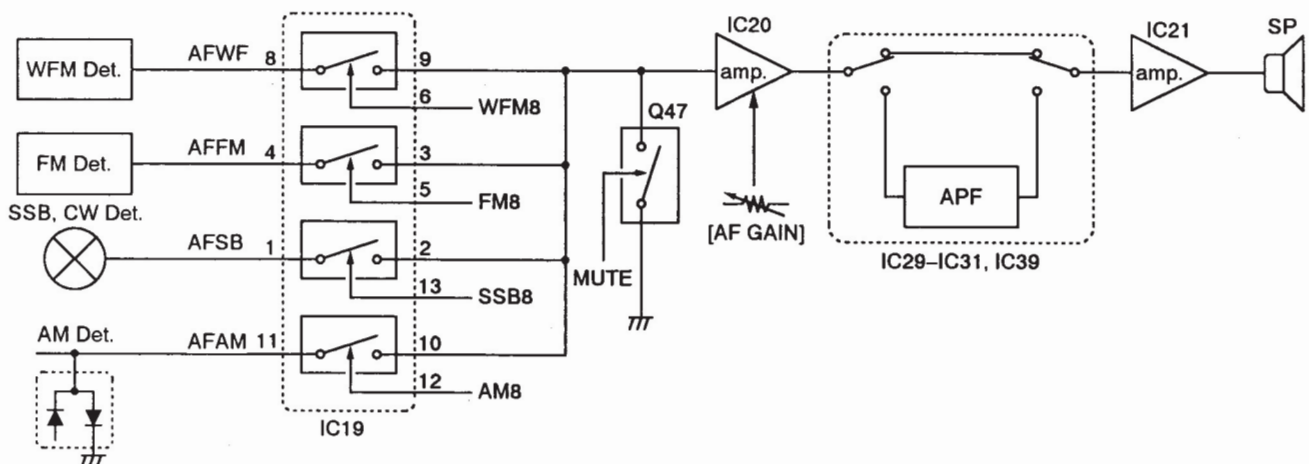 IC20
IC21
SP
AFWF 8
9
WFM Det.
amp.
amp.
6
WFM8
Q47
AFFM 4
3
FM Det.
5
FM8
APF
SSB, CW Det.
AFSB 1
2
[AF GAIN]
MUTE
IC29–IC31, IC39
13
SSB8
AM Det.
AFAM 11
10
12
AM8
IC19